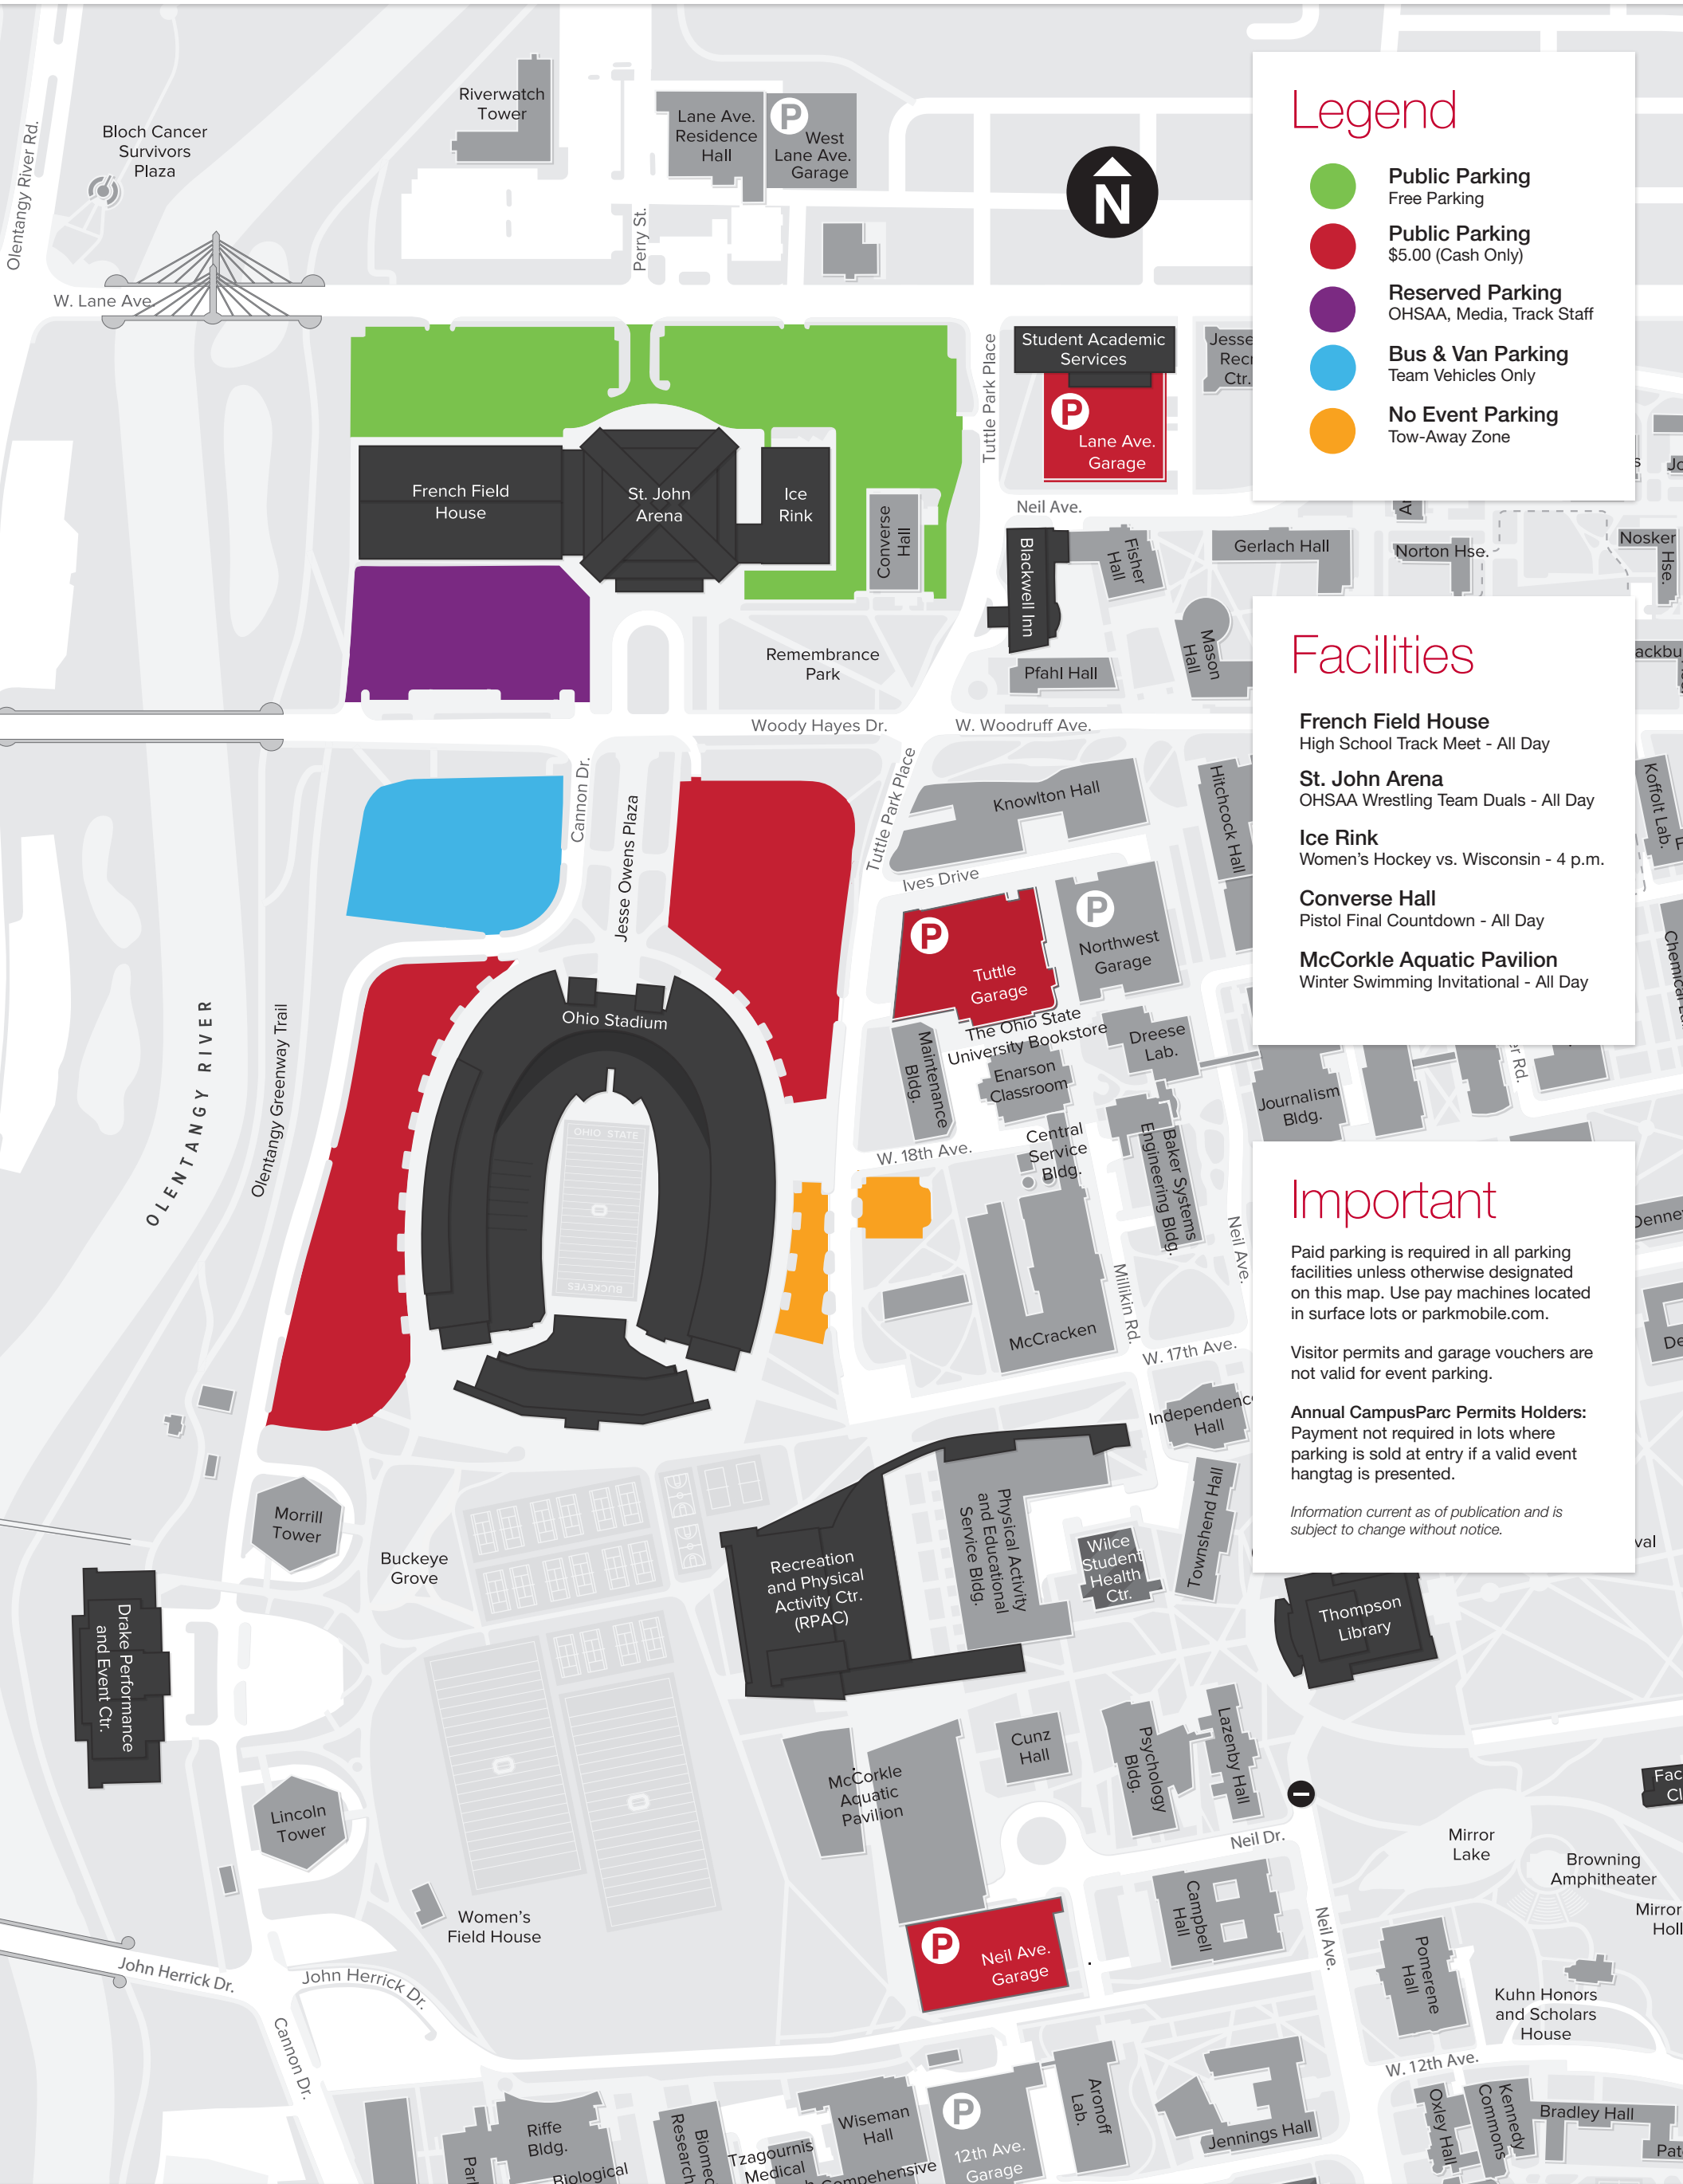 Riverwatch
Tower
Bloch Cancer
Survivors
Plaza
Olentangy River Rd.
Lane Ave.
Residence
Hall
P
West
Lane Ave.
Garage
Perry St.
N
W. Lane Ave.
Tuttle Park Place
Student Academic
Services
P
Lane Ave.
Garage
Jesse
Ctr.
French Field
House
St. John
Arena
Ice
Rink
Converse
Hall
Neil Ave.
Blackwell Inn
Fisher
Hall
Gerlach Hall
Norton Hse.
Nosker
Hse.
Mason
Hall
Pfahl Hall
Remembrance
Park
Woody Hayes Dr.
W. Woodruff Ave.
Legend
Public Parking
Free Parking
Public Parking
$5.00 (Cash Only)
Reserved Parking
OHSAA, Media, Track Staff
Bus & Van Parking
Team Vehicles Only
No Event Parking
Tow-Away Zone
Facilities
French Field House
High School Track Meet - All Day
St. John Arena
OHSAA Wrestling Team Duals - All Day
Ice Rink
Women's Hockey vs. Wisconsin - 4 p.m.
Converse Hall
Pistol Final Countdown - All Day
McCorkle Aquatic Pavilion
Winter Swimming Invitational - All Day
Cannon Dr.
Jesse Owens Plaza
Tuttle Park Place
Knowlton Hall
Hitchcock Hall
Koffolt Lab.
Ives Drive
P
Tuttle
Garage
P
Northwest
Garage
OLENTANGY RIVER
Olentangy Greenway Trail
Ohio Stadium
OHIO STATE
BUCKEYES
The Ohio State
University Bookstore
Maintenance
Bldg.
Enarson
Classroom
Dreese
Lab.
Journalism
Bldg.
W. 18th Ave.
Central
Service
Bldg.
Baker Systems
Engineering Bldg.
Neil Ave.
Millikin Rd.
McCracken
W. 17th Ave.
Independence
Hall
Important
Paid parking is required in all parking
facilities unless otherwise designated
on this map. Use pay machines located
in surface lots or parkmobile.com.
Visitor permits and garage vouchers are
not valid for event parking.
Annual CampusParc Permits Holders:
Payment not required in lots where
parking is sold at entry if a valid event
hangtag is presented.
Information current as of publication and is
subject to change without notice.
Morrill
Tower
Buckeye
Grove
Recreation
and Physical
Activity Ctr.
(RPAC)
Physical Activity
and Educational
Service Bldg.
Wilce
Student
Health
Ctr.
Townshend Hall
Thompson
Library
Drake Performance
and Event Ctr.
Lincoln
Tower
McCorkle
Aquatic
Pavilion
Cunz
Hall
Psychology
Bldg.
Lazenby Hall
Neil Dr.
Mirror
Lake
Browning
Amphitheater
Mirror
Women's
Field House
P
Neil Ave.
Garage
Campbell
Hall
Neil Ave.
Pomerene
Hall
Kuhn Honors
and Scholars
House
John Herrick Dr.
John Herrick Dr.
Cannon Dr.
W. 12th Ave.
Riffe
Bldg.
Biological
Research
Tzagournis
Medical
Wiseman
Hall
P
12th Ave.
Garage
Aronoff
Lab.
Jennings Hall
Oxley Hall
Kennedy
Commons
Bradley Hall